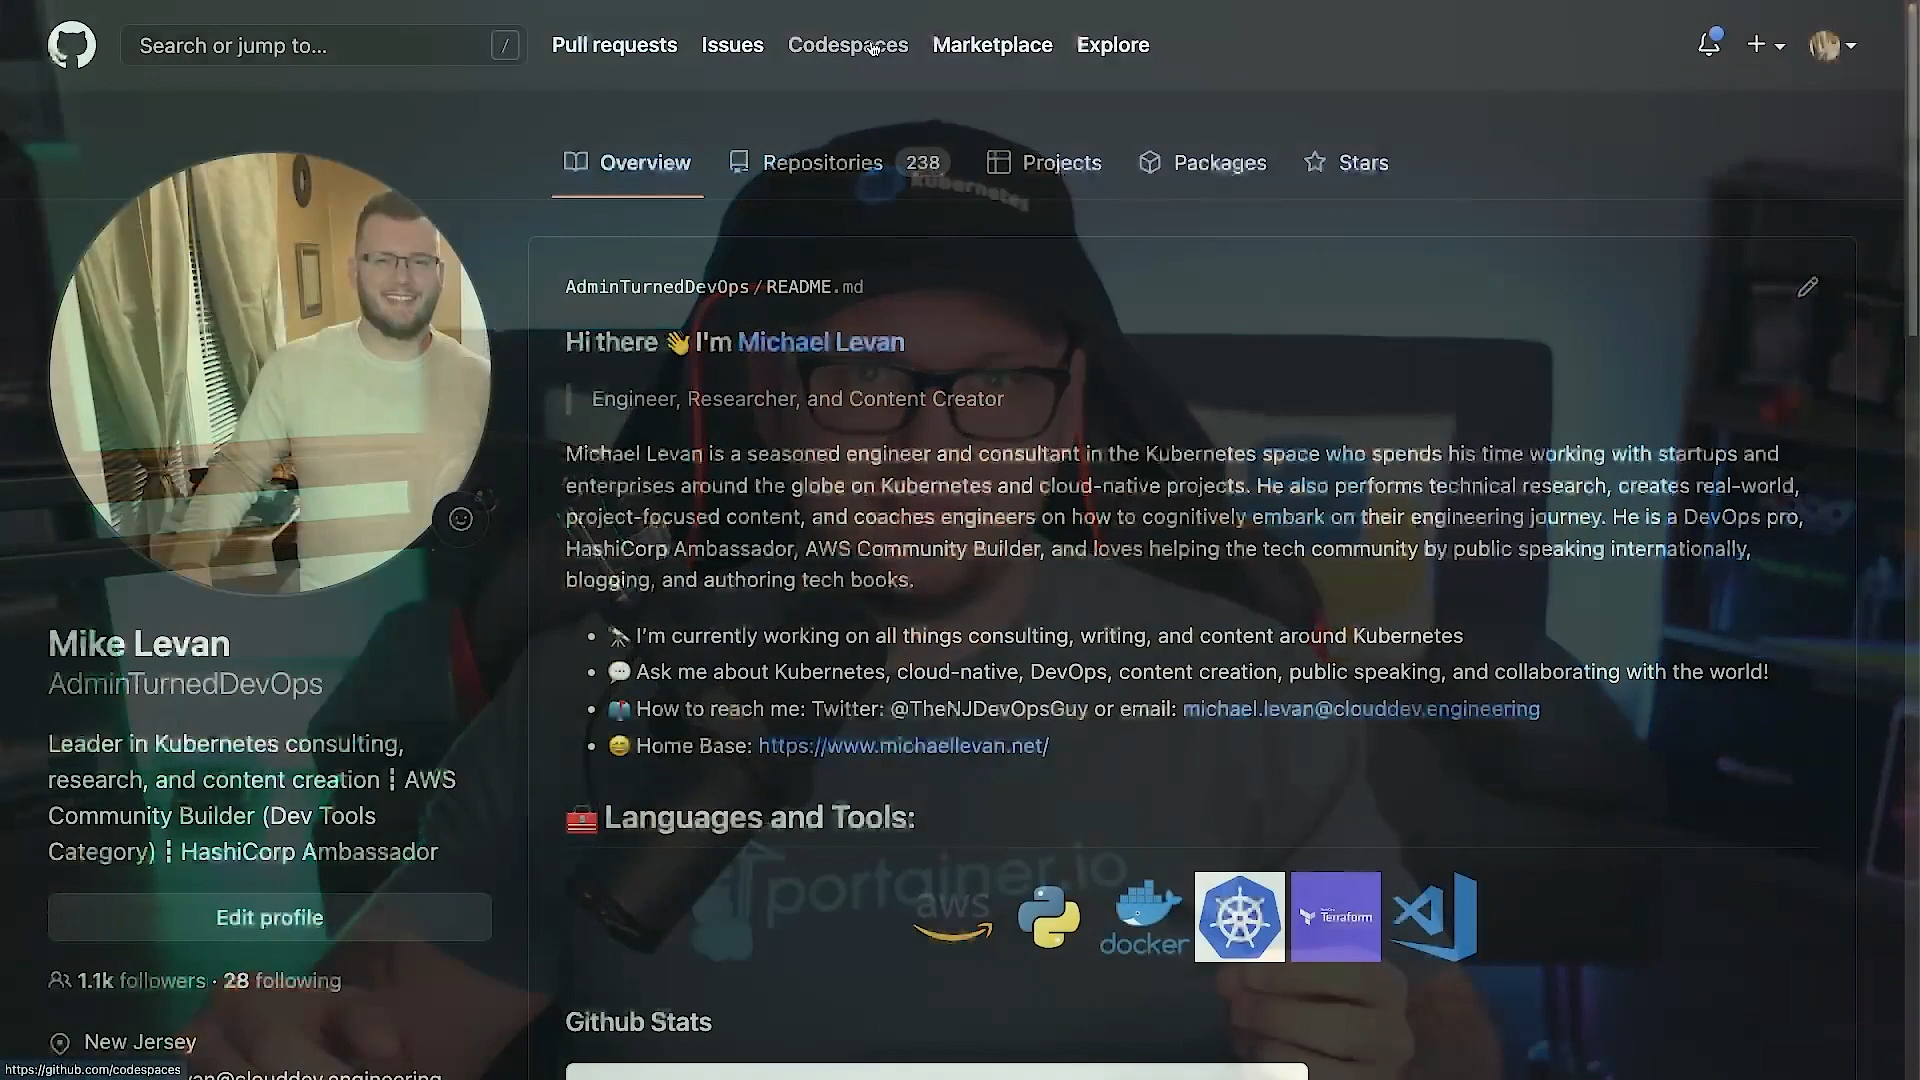 Search or jump to...
/
Pull requests
Issues
Codespaces
Marketplace
Explore
Overview
Repositories 238
Projects
Packages
Stars
kubernetes
AdminTurnedDevOps / README.md
Hi there 👋 I'm Michael Levan
Engineer, Researcher, and Content Creator
Michael Levan is a seasoned engineer and consultant in the Kubernetes space who spends his time working with startups and
enterprises around the globe on Kubernetes and cloud-native projects. He also performs technical research, creates real-world,
project-focused content, and coaches engineers on how to cognitively embark on their engineering journey. He is a DevOps pro,
HashiCorp Ambassador, AWS Community Builder, and loves helping the tech community by public speaking internationally,
blogging, and authoring tech books.
• 🔭 I'm currently working on all things consulting, writing, and content around Kubernetes
• 💬 Ask me about Kubernetes, cloud-native, DevOps, content creation, public speaking, and collaborating with the world!
• 📫 How to reach me: Twitter: @TheNJDevOpsGuy or email: michael.levan@clouddev.engineering
• 😄 Home Base: https://www.michaellevan.net/
🧰 Languages and Tools:
portainer.io
aws
docker
Terraform
Github Stats
Mike Levan
AdminTurnedDevOps
Leader in Kubernetes consulting,
research, and content creation ¦ AWS
Community Builder (Dev Tools
Category) ¦ HashiCorp Ambassador
Edit profile
1.1k followers · 28 following
New Jersey
https://github.com/codespaces